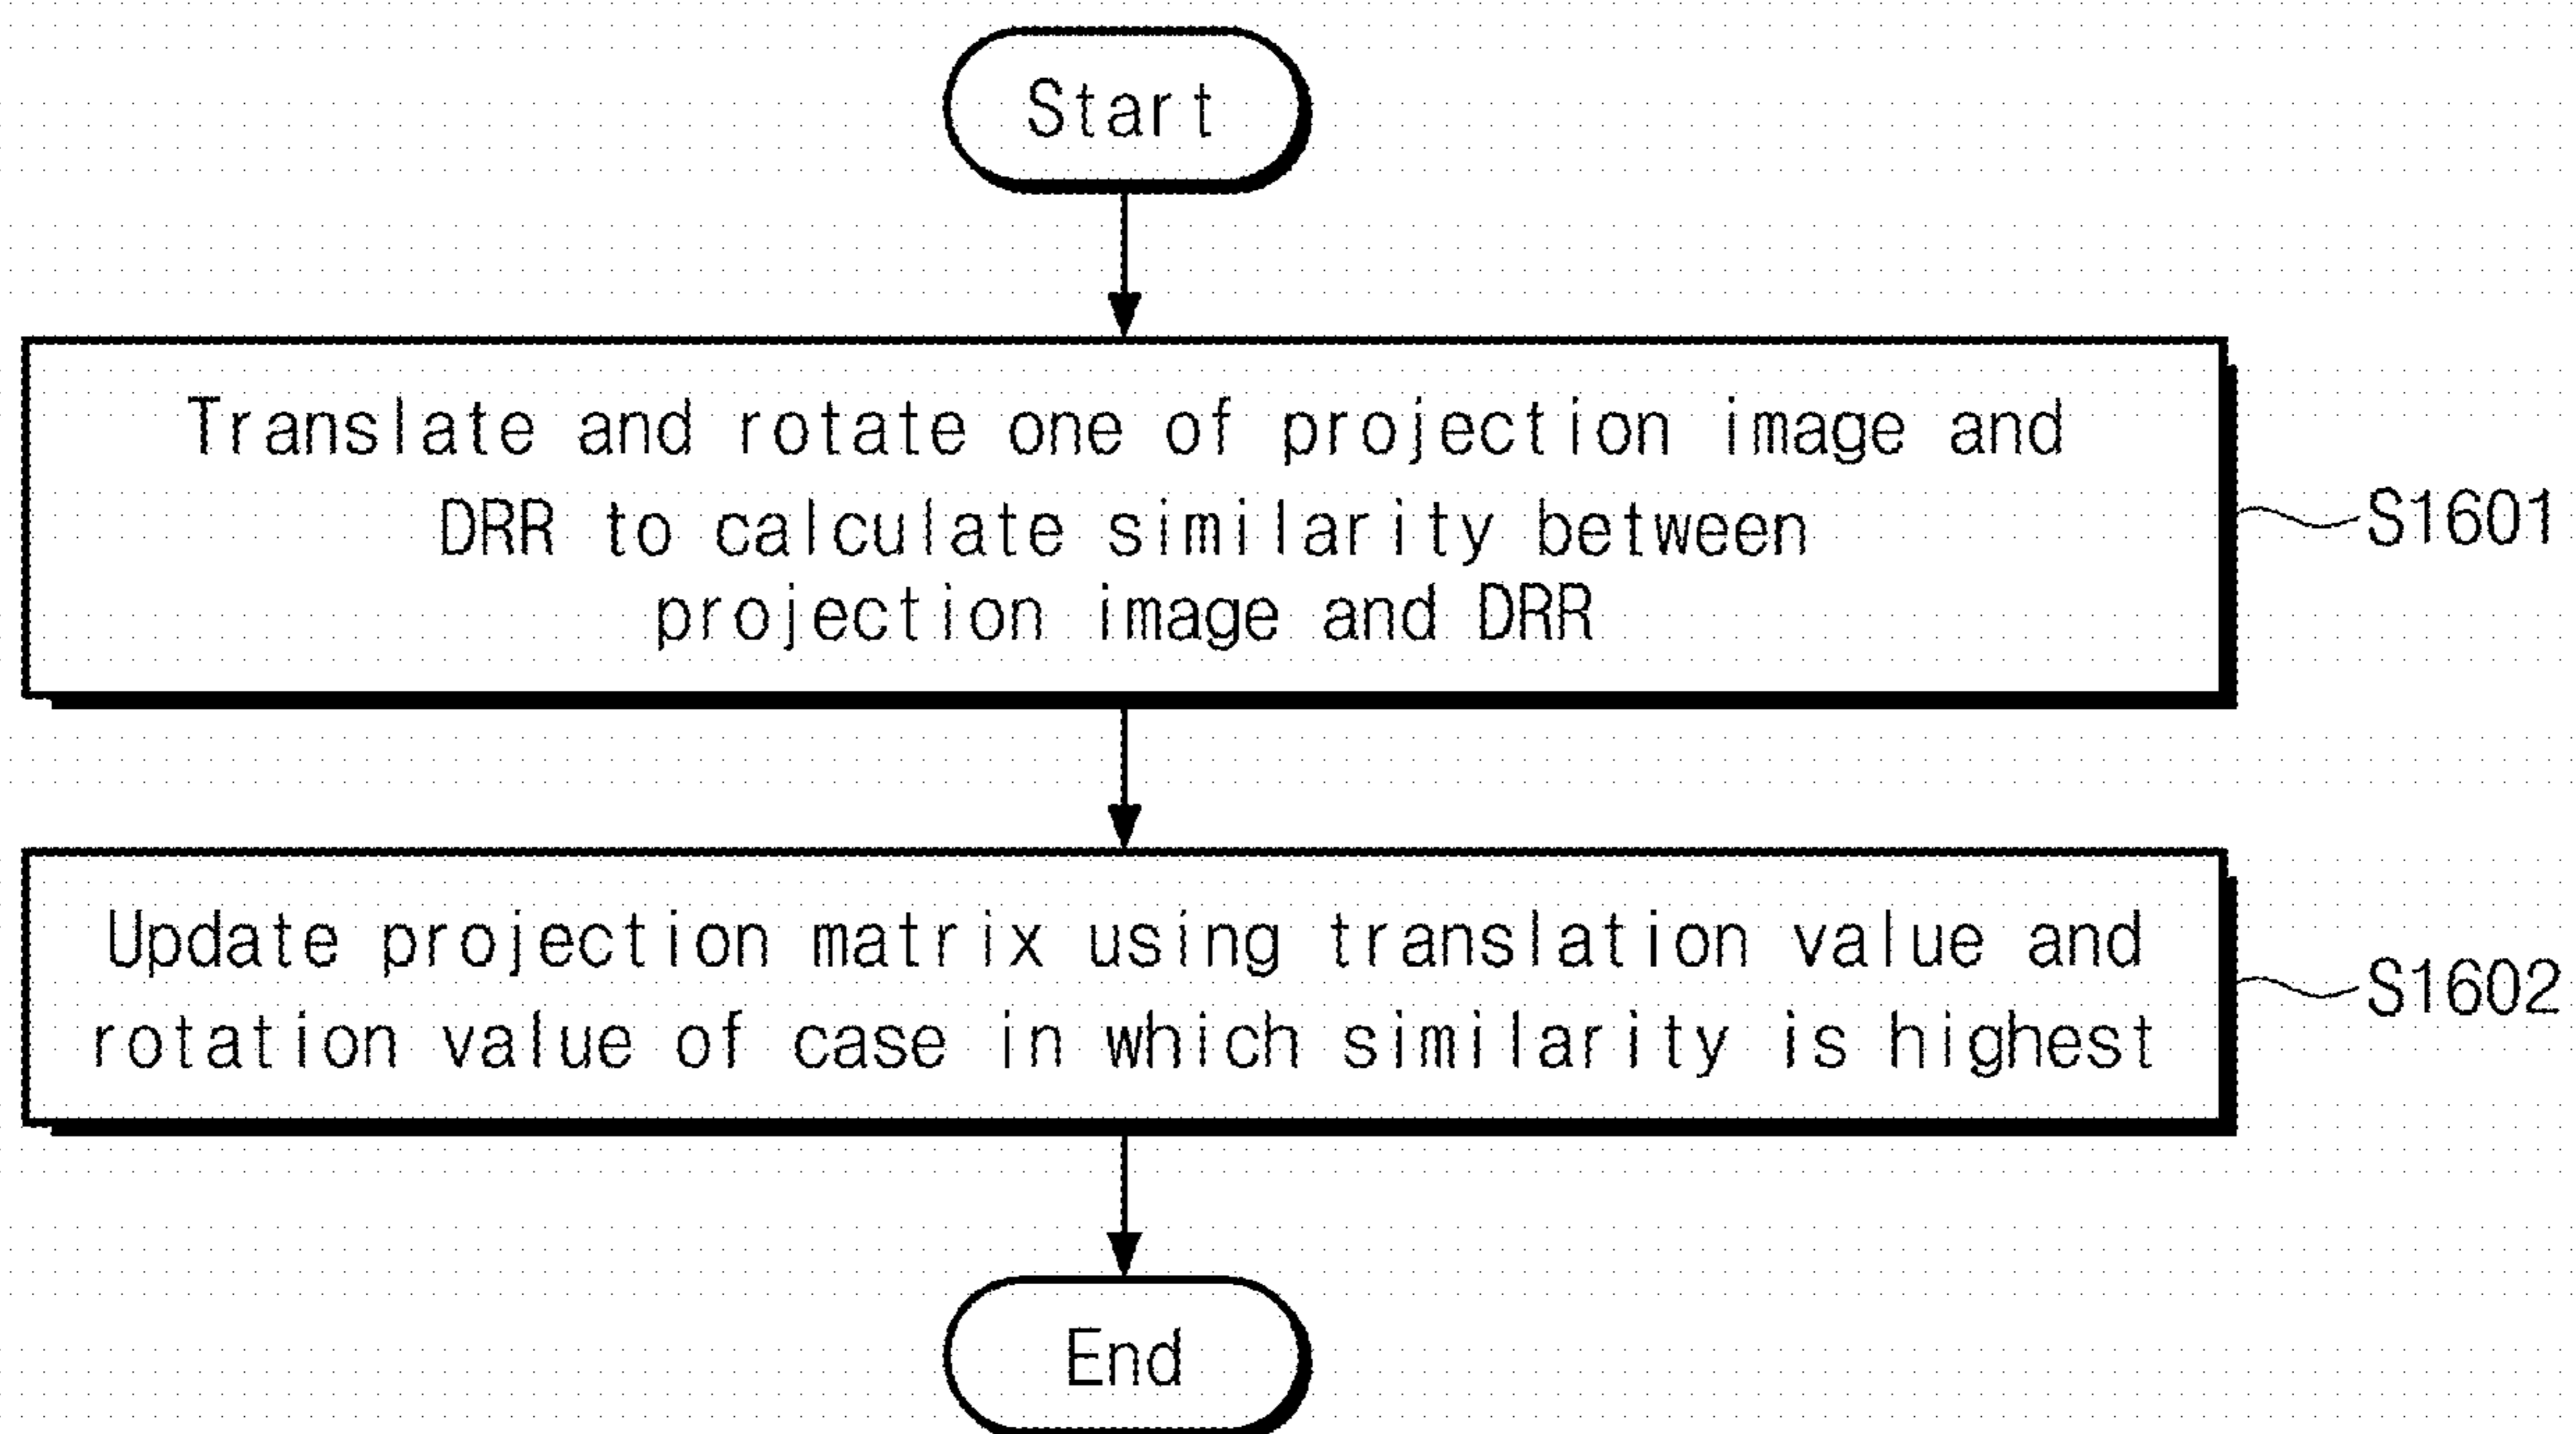 Start
Translate and rotate one of projection image and
DRR to calculate similarity between
projection image and DRR
S1601
Update projection matrix using translation value and
rotation value of case in which similarity is highest
S1602
End